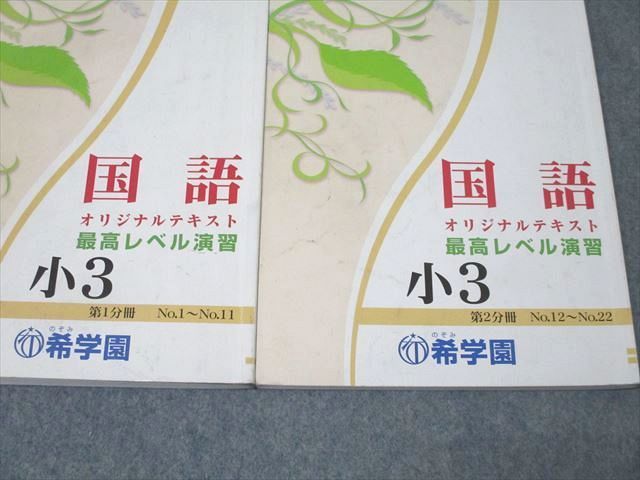 国語
オリジナルテキスト
最高レベル演習
小3
第1分冊 No.1〜No.11
のぞみ
希学園
国語
オリジナルテキスト
最高レベル演習
小3
第2分冊 No.12〜No.22
のぞみ
希学園